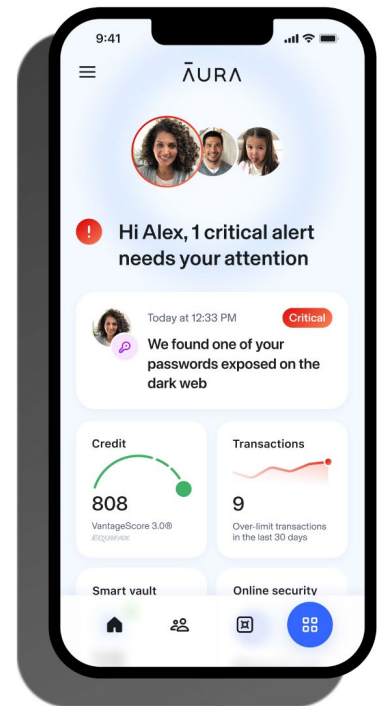 9:41
ĀURA
Hi Alex, 1 critical alert
needs your attention
Today at 12:33 PM
Critical
We found one of your
passwords exposed on the
dark web
Credit
808
VantageScore 3.0®
EQUIFAX
Transactions
9
Over-limit transactions
in the last 30 days
Smart vault
Online security